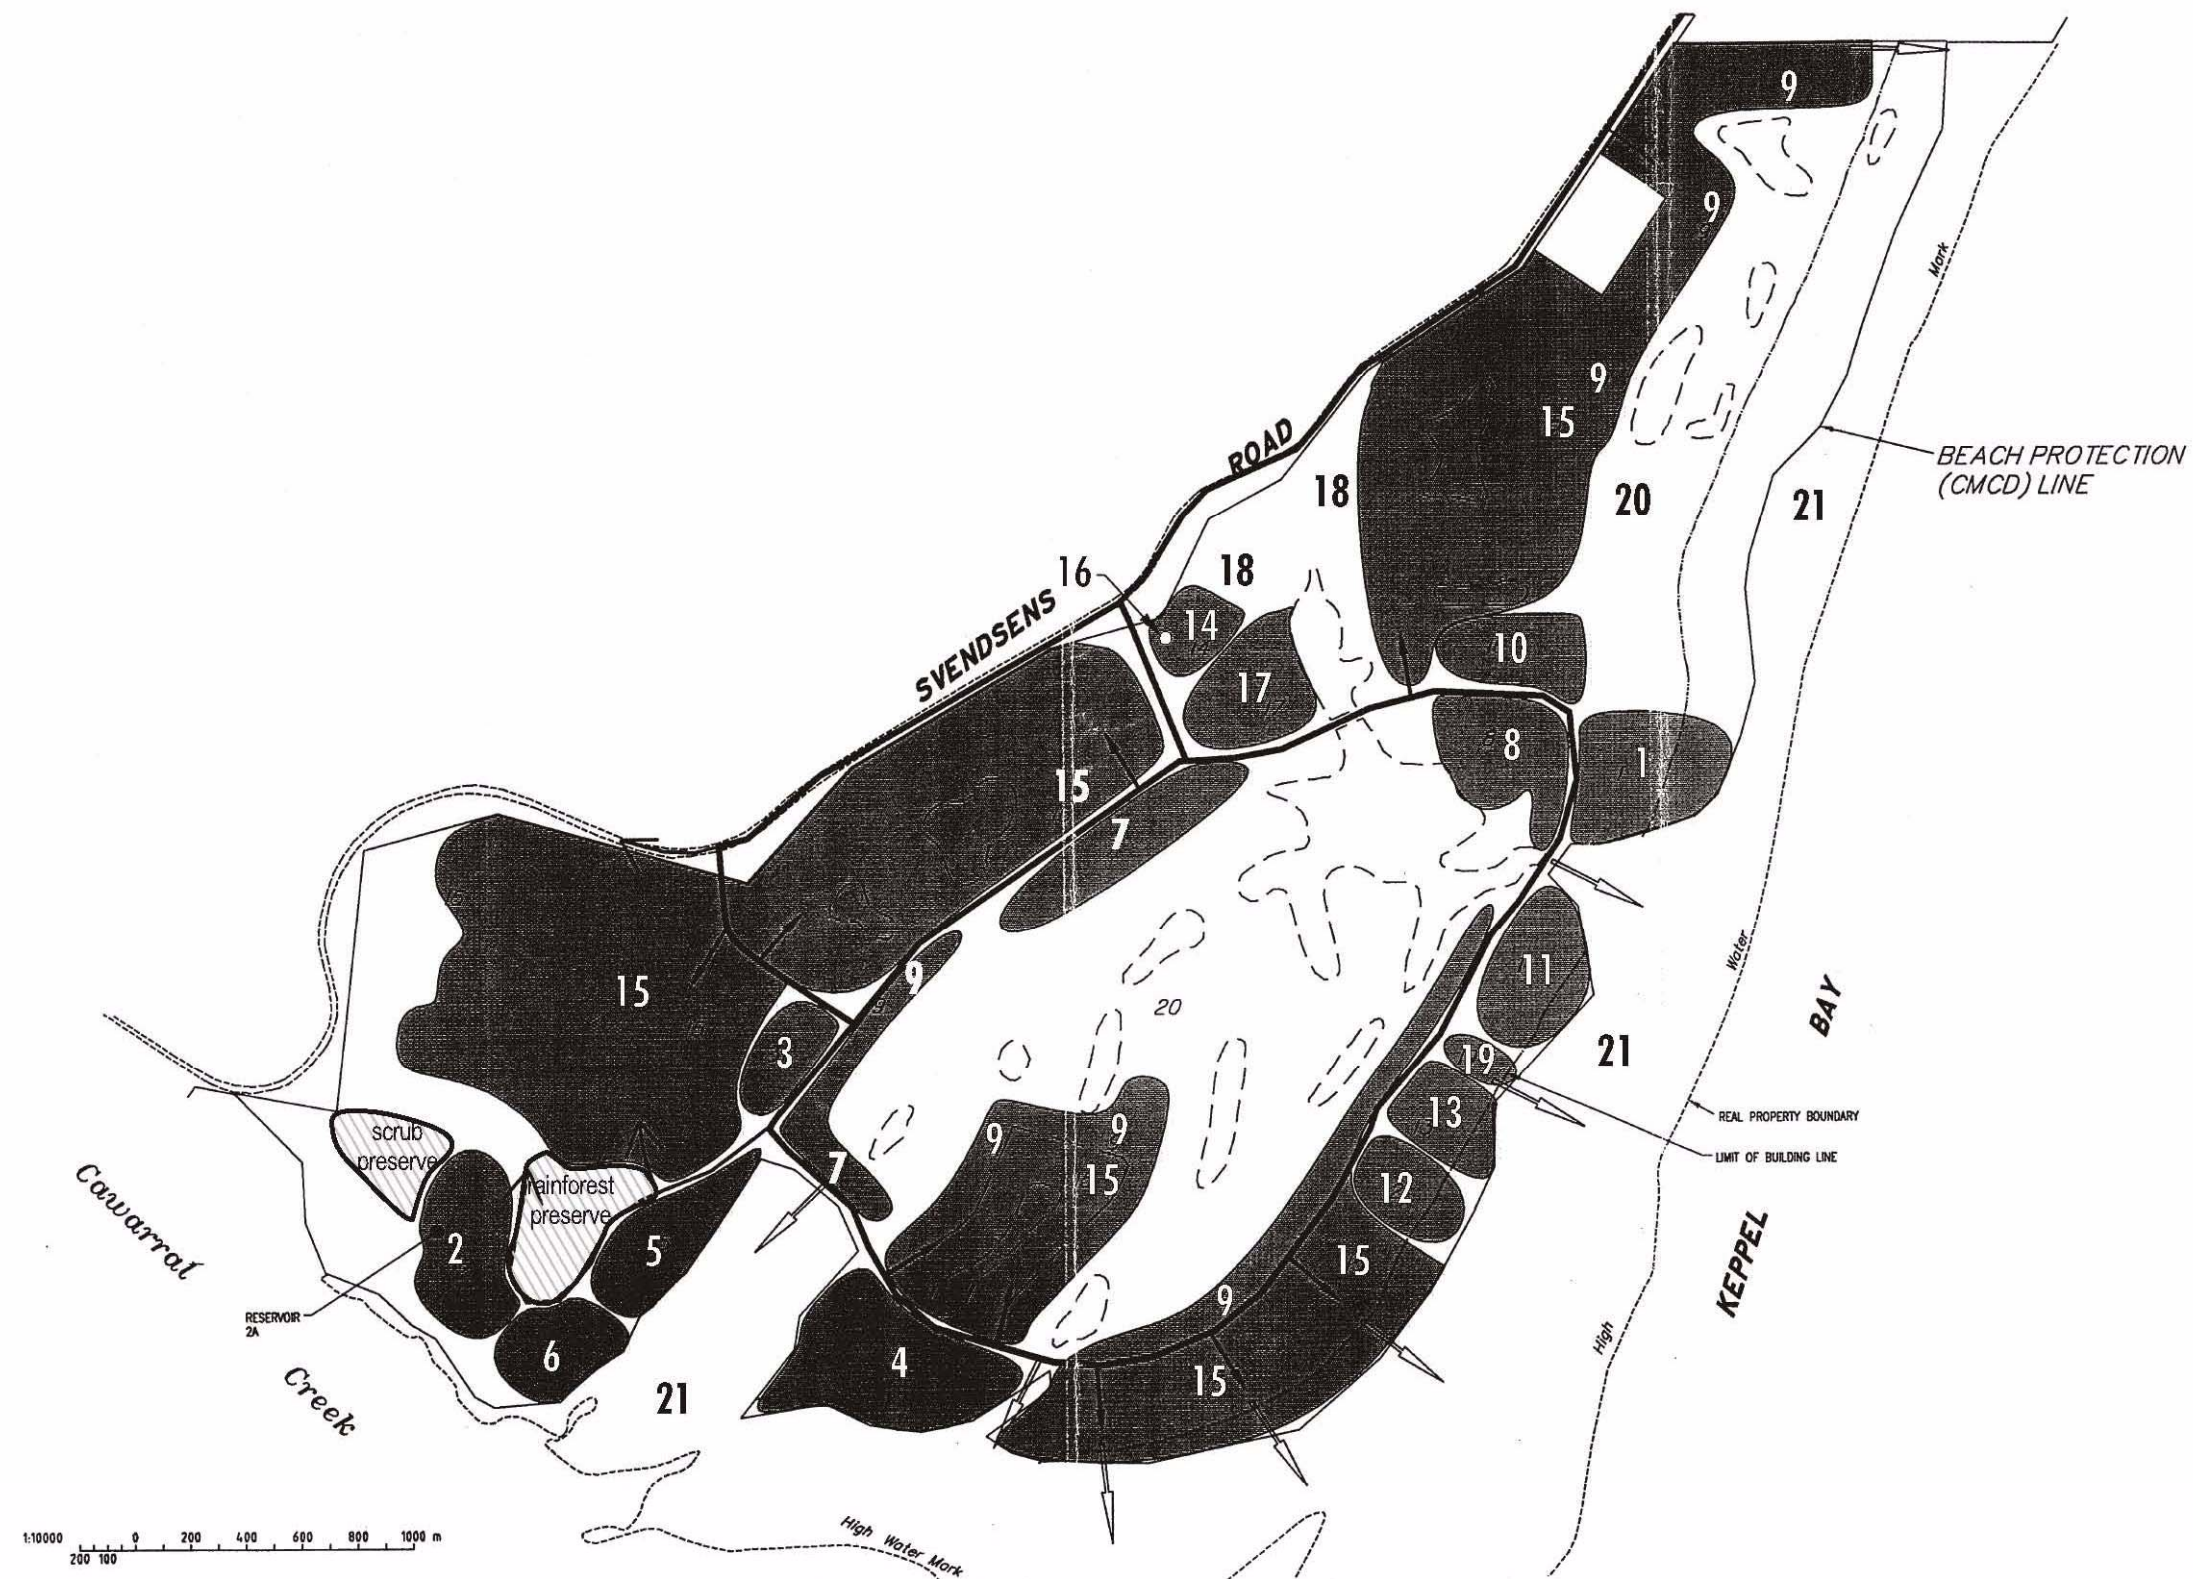 9
9
Mark
9
15
ROAD
BEACH PROTECTION
(CMCD) LINE
18
20
21
16
18
SVENDSENS
14
10
17
8
1
15
7
9
11
Water
15
20
BAY
3
19
21
13
REAL PROPERTY BOUNDARY
scrub
preserve
9
9
LIMIT OF BUILDING LINE
7
15
12
rainforest
preserve
Cawarral
2
5
15
KEPPEL
RESERVOIR
2A
9
High
6
4
15
21
Creek
1:10000
0 200 400 600 800 1000 m
200 100
High Water Mark